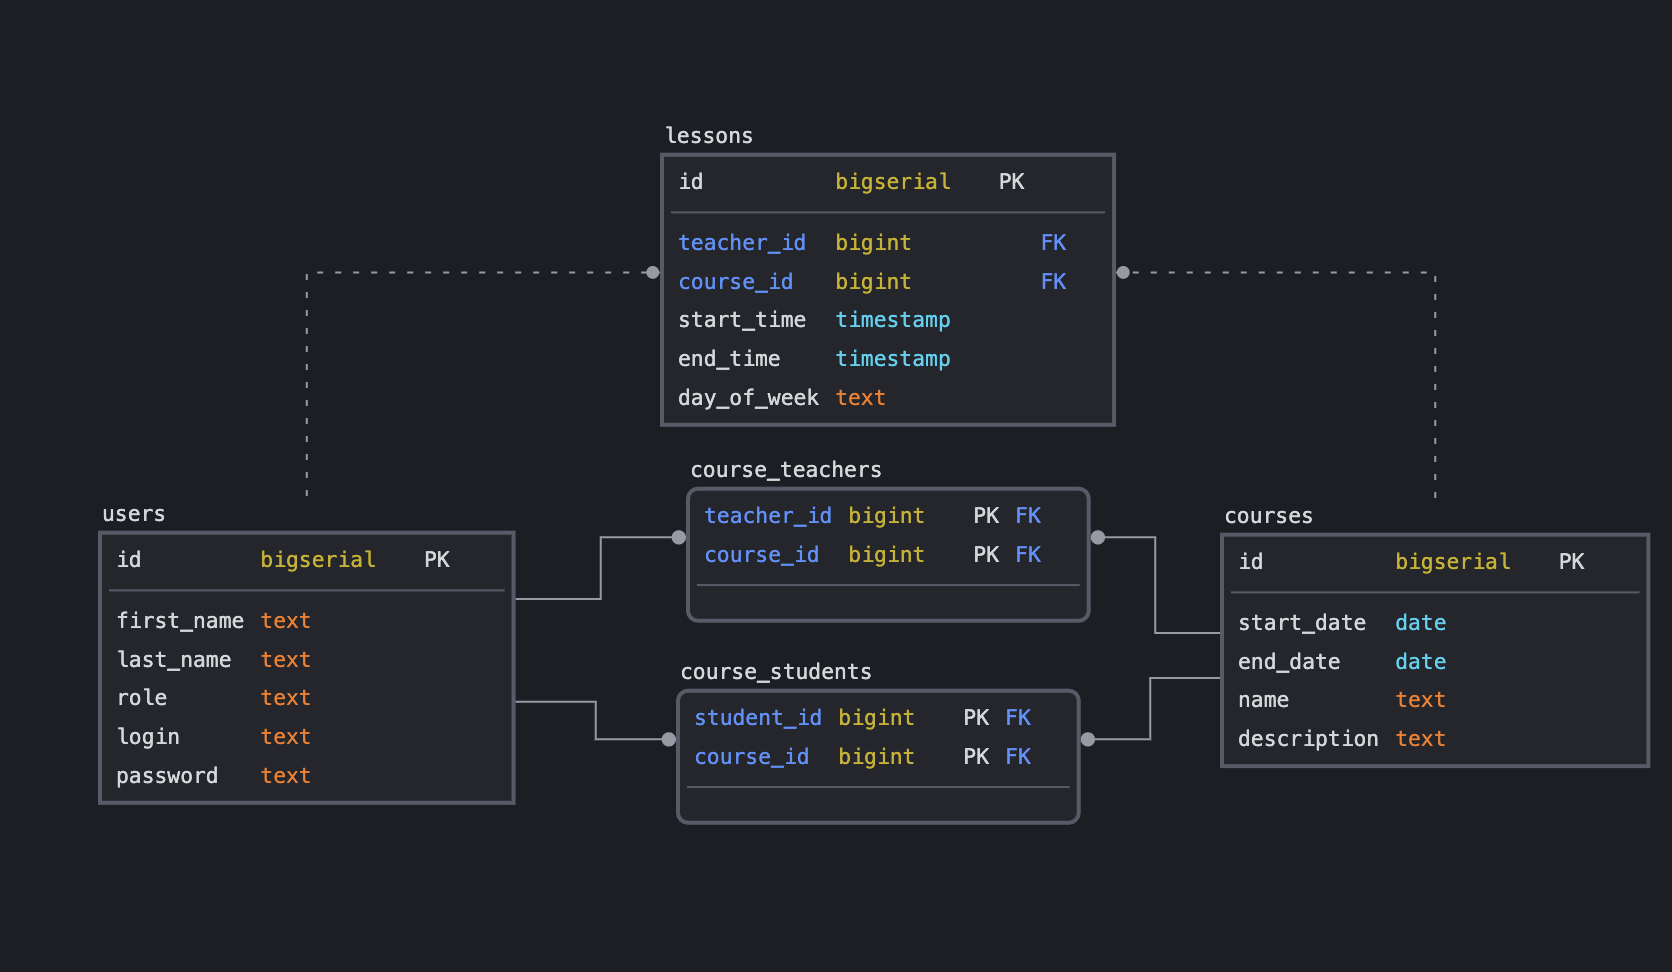 lessons
id bigserial PK
teacher_id bigint FK
course_id bigint FK
start_time timestamp
end_time timestamp
day_of_week text
course_teachers
teacher_id bigint PK FK
course_id bigint PK FK
users
id bigserial PK
first_name text
last_name text
role text
login text
password text
courses
id bigserial PK
start_date date
end_date date
name text
description text
course_students
student_id bigint PK FK
course_id bigint PK FK